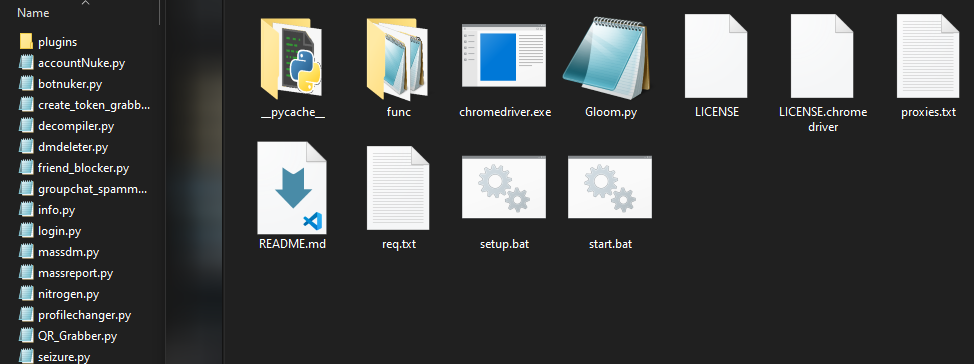 Name
plugins
accountNuke.py
botnuker.py
create_token_grabb...
decompiler.py
dmdeleter.py
friend_blocker.py
groupchat_spamm...
info.py
login.py
massdm.py
massreport.py
nitrogen.py
profilechanger.py
QR_Grabber.py
seizure.py
__pycache__
func
chromedriver.exe
Gloom.py
LICENSE
LICENSE.chrome
driver
proxies.txt
README.md
req.txt
setup.bat
start.bat